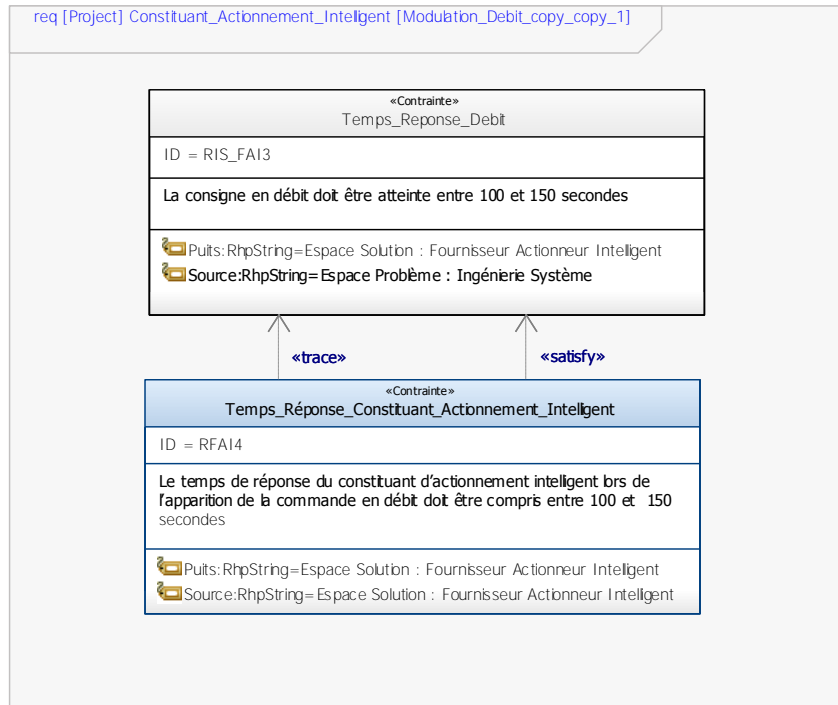 req [Project] Constituant_Actionnement_Intelligent [Modulation_Debit_copy_copy_1]
«Contrainte»
Temps_Reponse_Debit
ID = RIS_FAI3
La consigne en débit doit être atteinte entre 100 et 150 secondes
Puits:RhpString=Espace Solution : Fournisseur Actionneur Intelligent
Source:RhpString=Espace Problème : Ingénierie Système
«trace»
«satisfy»
«Contrainte»
Temps_Réponse_Constituant_Actionnement_Intelligent
ID = RFAI4
Le temps de réponse du constituant d'actionnement intelligent lors de
l'apparition de la commande en débit doit être compris entre 100 et 150
secondes
Puits:RhpString=Espace Solution : Fournisseur Actionneur Intelligent
Source:RhpString=Espace Solution : Fournisseur Actionneur Intelligent